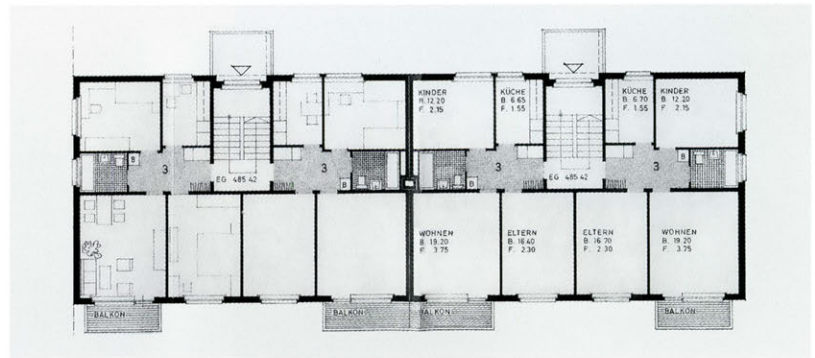 KINDER
B. 12.20
F. 2.15
KÜCHE
B. 6.65
F. 1.55
KÜCHE
B. 6.70
F. 1.55
KINDER
B. 12.20
F. 2.15
B
3
EG 485.42
3
B
B
3
EG 485.42
3
B
WOHNEN
B. 19.20
F. 3.75
ELTERN
B. 16.40
F. 2.30
ELTERN
B. 16.70
F. 2.30
WOHNEN
B. 19.20
F. 3.75
BALKON
BALKON
BALKON
BALKON